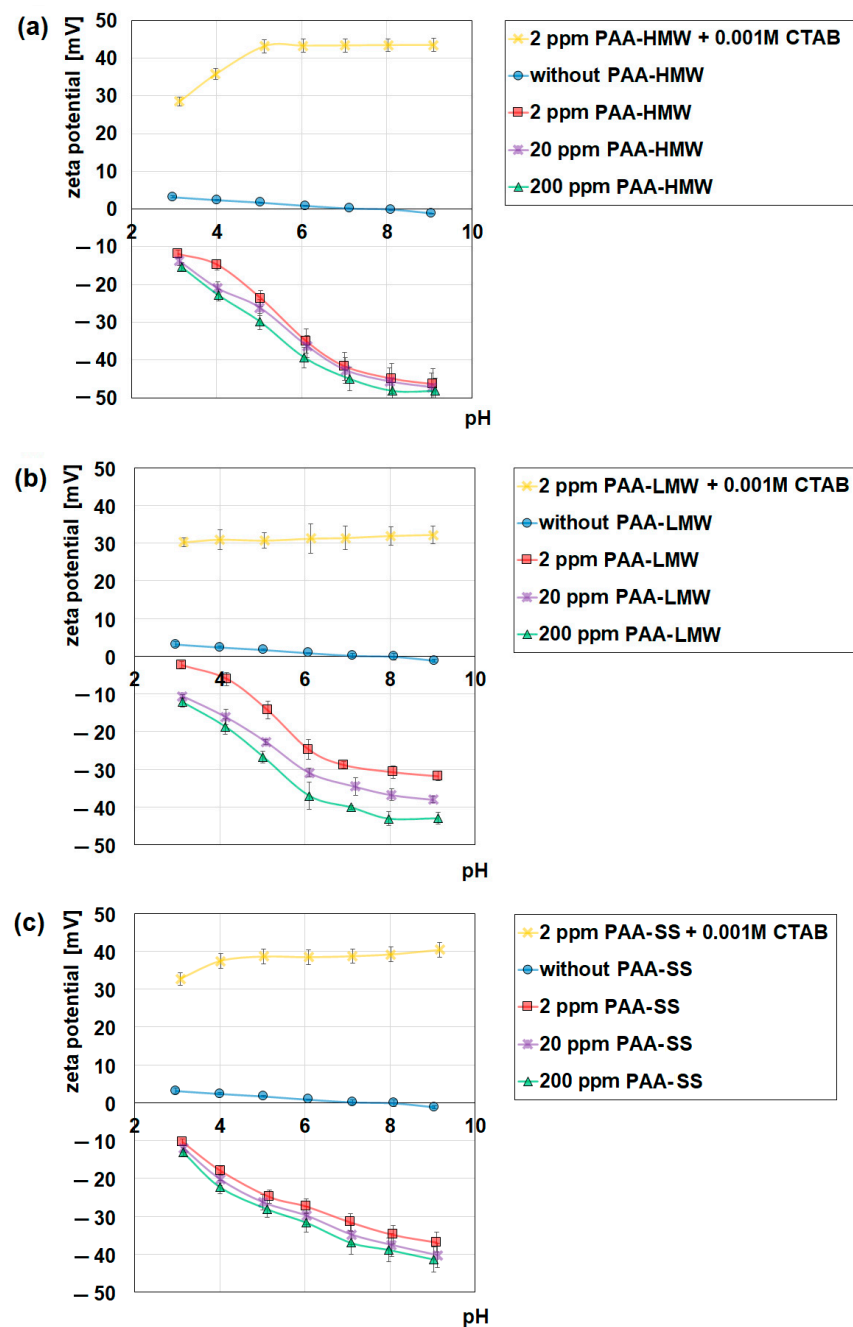 (a)
zeta potential [mV]
50
40
30
20
10
0
2 4 6 8 10
– 10
– 20
– 30
– 40
– 50
pH
2 ppm PAA-HMW + 0.001M CTAB
without PAA-HMW
2 ppm PAA-HMW
20 ppm PAA-HMW
200 ppm PAA-HMW
(b)
zeta potential [mV]
50
40
30
20
10
0
2 4 6 8 10
– 10
– 20
– 30
– 40
– 50
pH
2 ppm PAA-LMW + 0.001M CTAB
without PAA-LMW
2 ppm PAA-LMW
20 ppm PAA-LMW
200 ppm PAA-LMW
(c)
zeta potential [mV]
50
40
30
20
10
0
2 4 6 8 10
– 10
– 20
– 30
– 40
– 50
pH
2 ppm PAA-SS + 0.001M CTAB
without PAA-SS
2 ppm PAA-SS
20 ppm PAA-SS
200 ppm PAA-SS